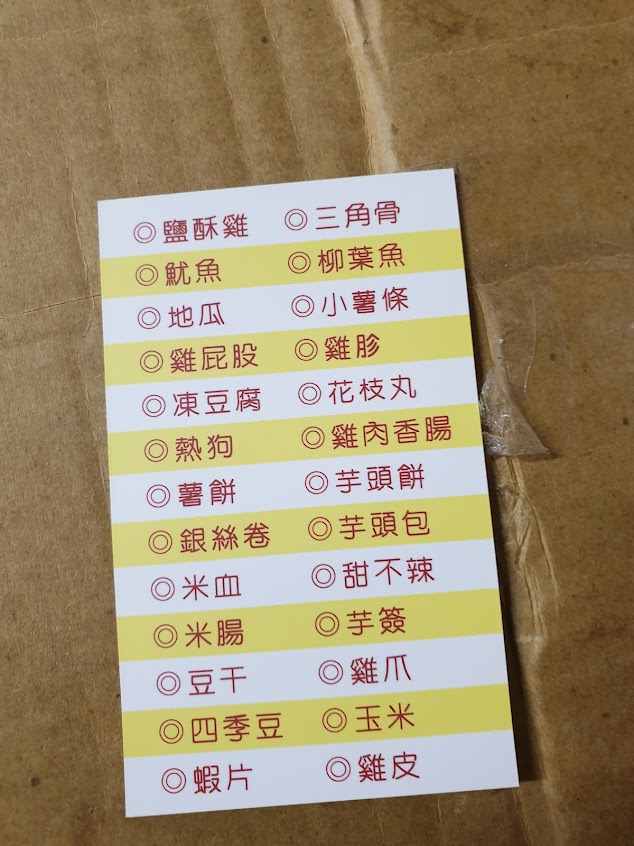 ◎鹽酥雞 ◎三角骨
◎魷魚 ◎柳葉魚
◎地瓜 ◎小薯條
◎雞屁股 ◎雞胗
◎凍豆腐 ◎花枝丸
◎熱狗 ◎雞肉香腸
◎薯餅 ◎芋頭餅
◎銀絲卷 ◎芋頭包
◎米血 ◎甜不辣
◎米腸 ◎芋簽
◎豆干 ◎雞爪
◎四季豆 ◎玉米
◎蝦片 ◎雞皮